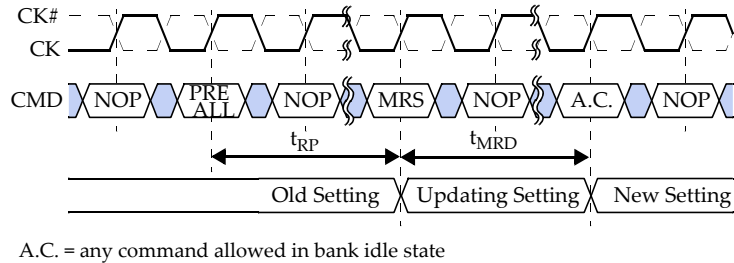 CK#
CK
CMD NOP PRE ALL NOP MRS NOP A.C. NOP
tRP tMRD
Old Setting Updating Setting New Setting
A.C. = any command allowed in bank idle state